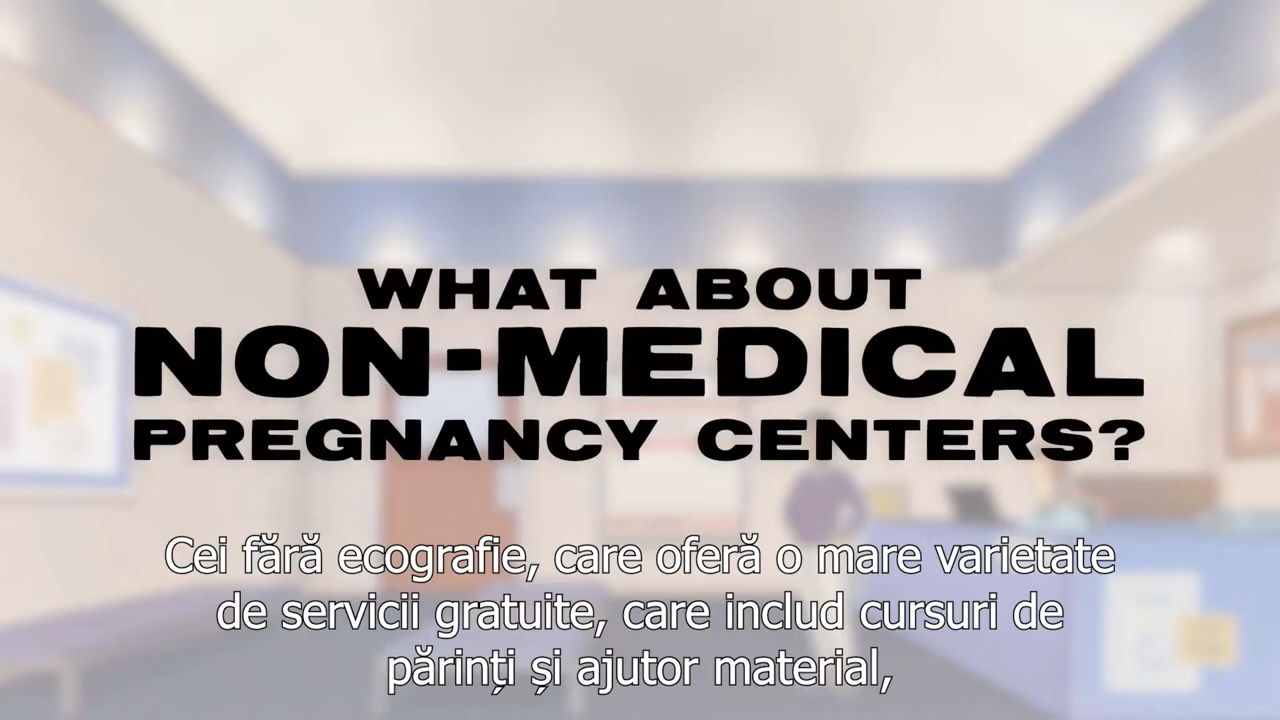 WHAT ABOUT
NON-MEDICAL
PREGNANCY CENTERS?
Cei fără ecografie, care oferă o mare varietate
de servicii gratuite, care includ cursuri de
părinți și ajutor material,